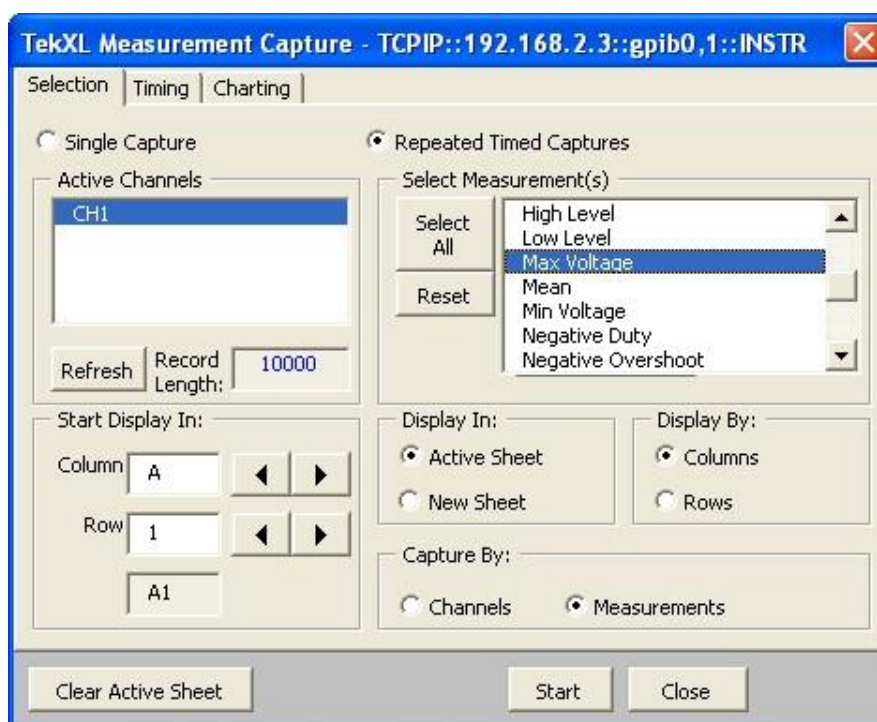 TekXL Measurement Capture - TCPIP::192.168.2.3::gpib0,1::INSTR
Selection Timing Charting
Single Capture
Repeated Timed Captures
Active Channels
CH1
Refresh
Record Length:
10000
Select Measurement(s)
Select All
Reset
High Level
Low Level
Max Voltage
Mean
Min Voltage
Negative Duty
Negative Overshoot
Start Display In:
Column A
Row 1
A1
Display In:
Active Sheet
New Sheet
Display By:
Columns
Rows
Capture By:
Channels
Measurements
Clear Active Sheet
Start
Close